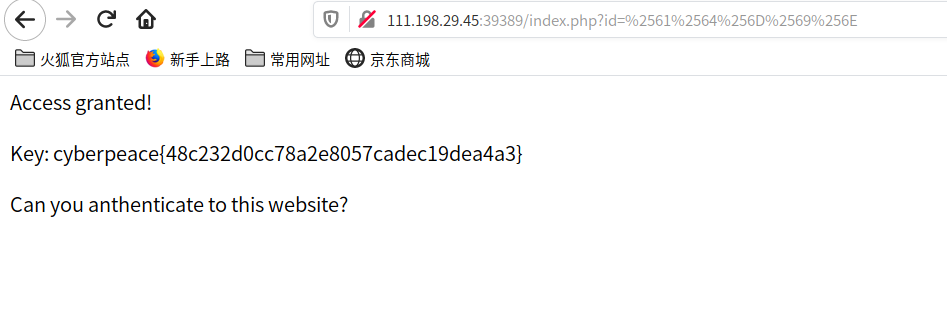 111.198.29.45:39389/index.php?id=%2561%2564%256D%2569%256E
火狐官方站点 新手上路 常用网址 京东商城
Access granted!
Key: cyberpeace{48c232d0cc78a2e8057cadec19dea4a3}
Can you anthenticate to this website?